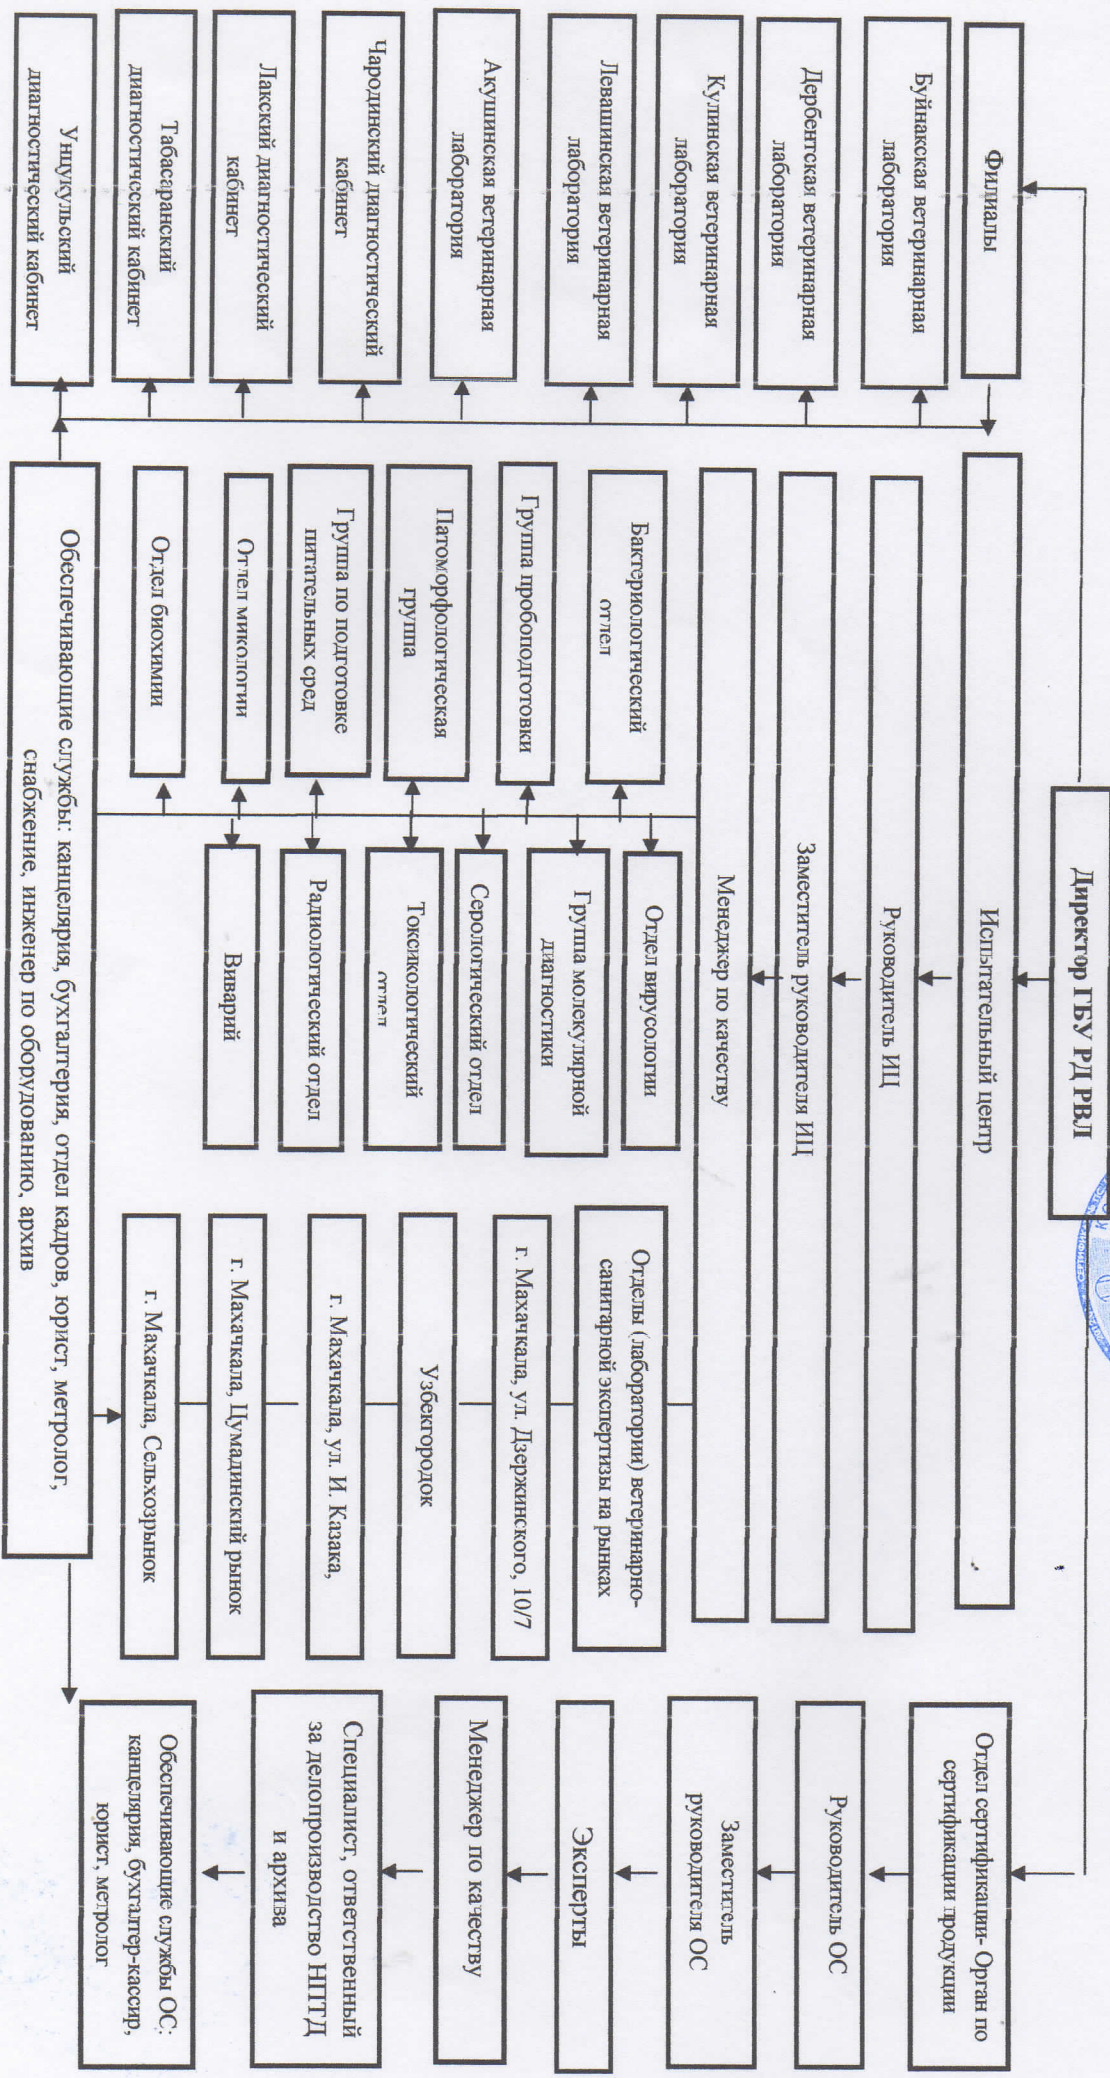 Директор ГБУ РД РВЛ
Филиалы
Буйнакская ветеринарная
лаборатория
Дербентская ветеринарная
лаборатория
Кулинская ветеринарная
лаборатория
Левашинская ветеринарная
лаборатория
Акушинская ветеринарная
лаборатория
Чародинский диагностический
кабинет
Лакский диагностический
кабинет
Табасаранский
диагностический кабинет
Унцукульский
диагностический кабинет
Испытательный центр
Руководитель ИЦ
Заместитель руководителя ИЦ
Менеджер по качеству
Бактериологический
отдел
Группа пробоподготовки
Патоморфологическая
группа
Группа по подготовке
питательных сред
Отдел микологии
Отдел биохимии
Отдел вирусологии
Группа молекулярной
диагностики
Серологический отдел
Токсикологический
отдел
Радиологический отдел
Виварий
Отделы (лаборатории) ветеринарно-
санитарной экспертизы на рынках
г. Махачкала, ул. Дзержинского, 10/7
Узбекгородок
г. Махачкала, ул. И. Казака,
г. Махачкала, Цумадинский рынок
г. Махачкала, Сельхозрынок
Обеспечивающие службы: канцелярия, бухгалтерия, отдел кадров, юрист, метролог,
снабжение, инженер по оборудованию, архив
Отдел сертификации- Орган по
сертификации продукции
Руководитель ОС
Заместитель
руководителя ОС
Эксперты
Менеджер по качеству
Специалист, ответственный
за делопроизводство НПТД
и архива
Обеспечивающие службы ОС:
канцелярия, бухгалтер-кассир,
юрист, метролог